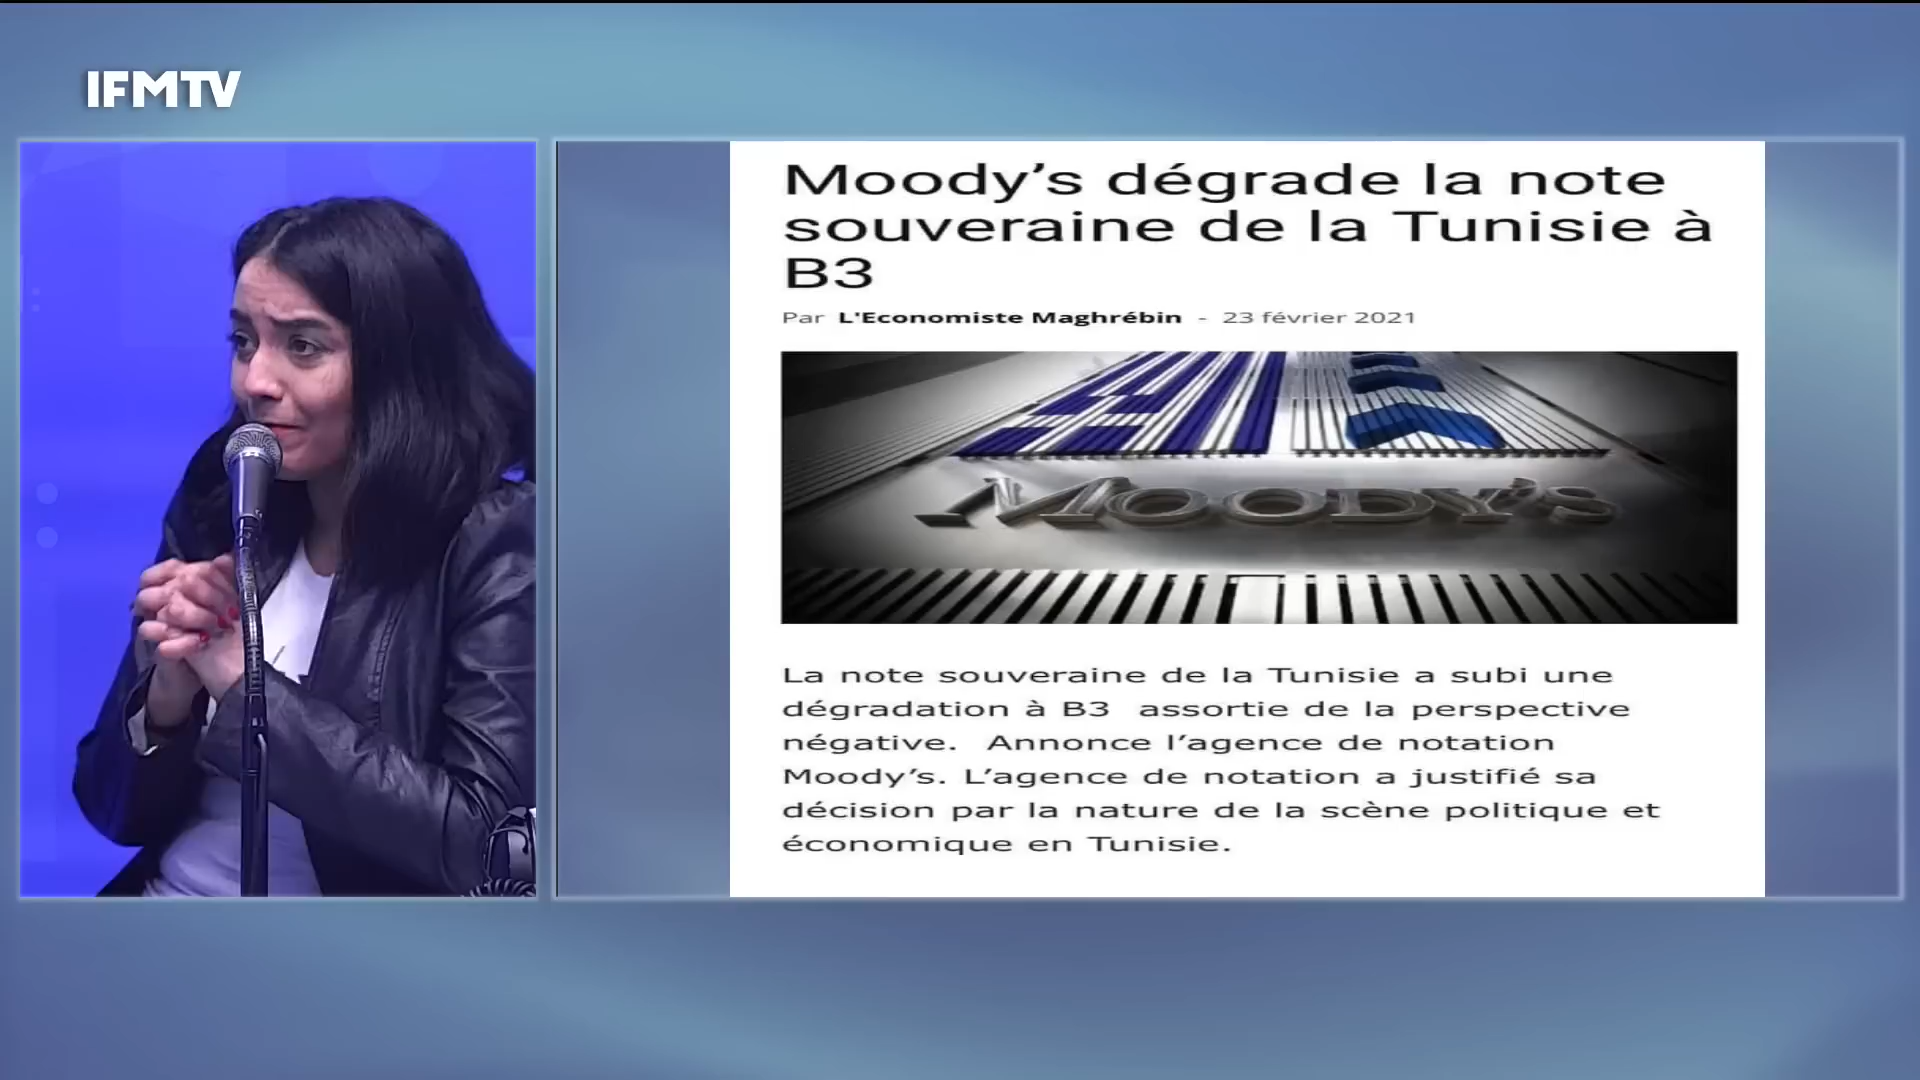 IFMTV
Moody's dégrade la note
souveraine de la Tunisie à
B3
Par L'Economiste Maghrébin - 23 février 2021
MOODY'S
La note souveraine de la Tunisie a subi une
dégradation à B3 assortie de la perspective
négative. Annonce l'agence de notation
Moody's. L'agence de notation a justifié sa
décision par la nature de la scène politique et
économique en Tunisie.